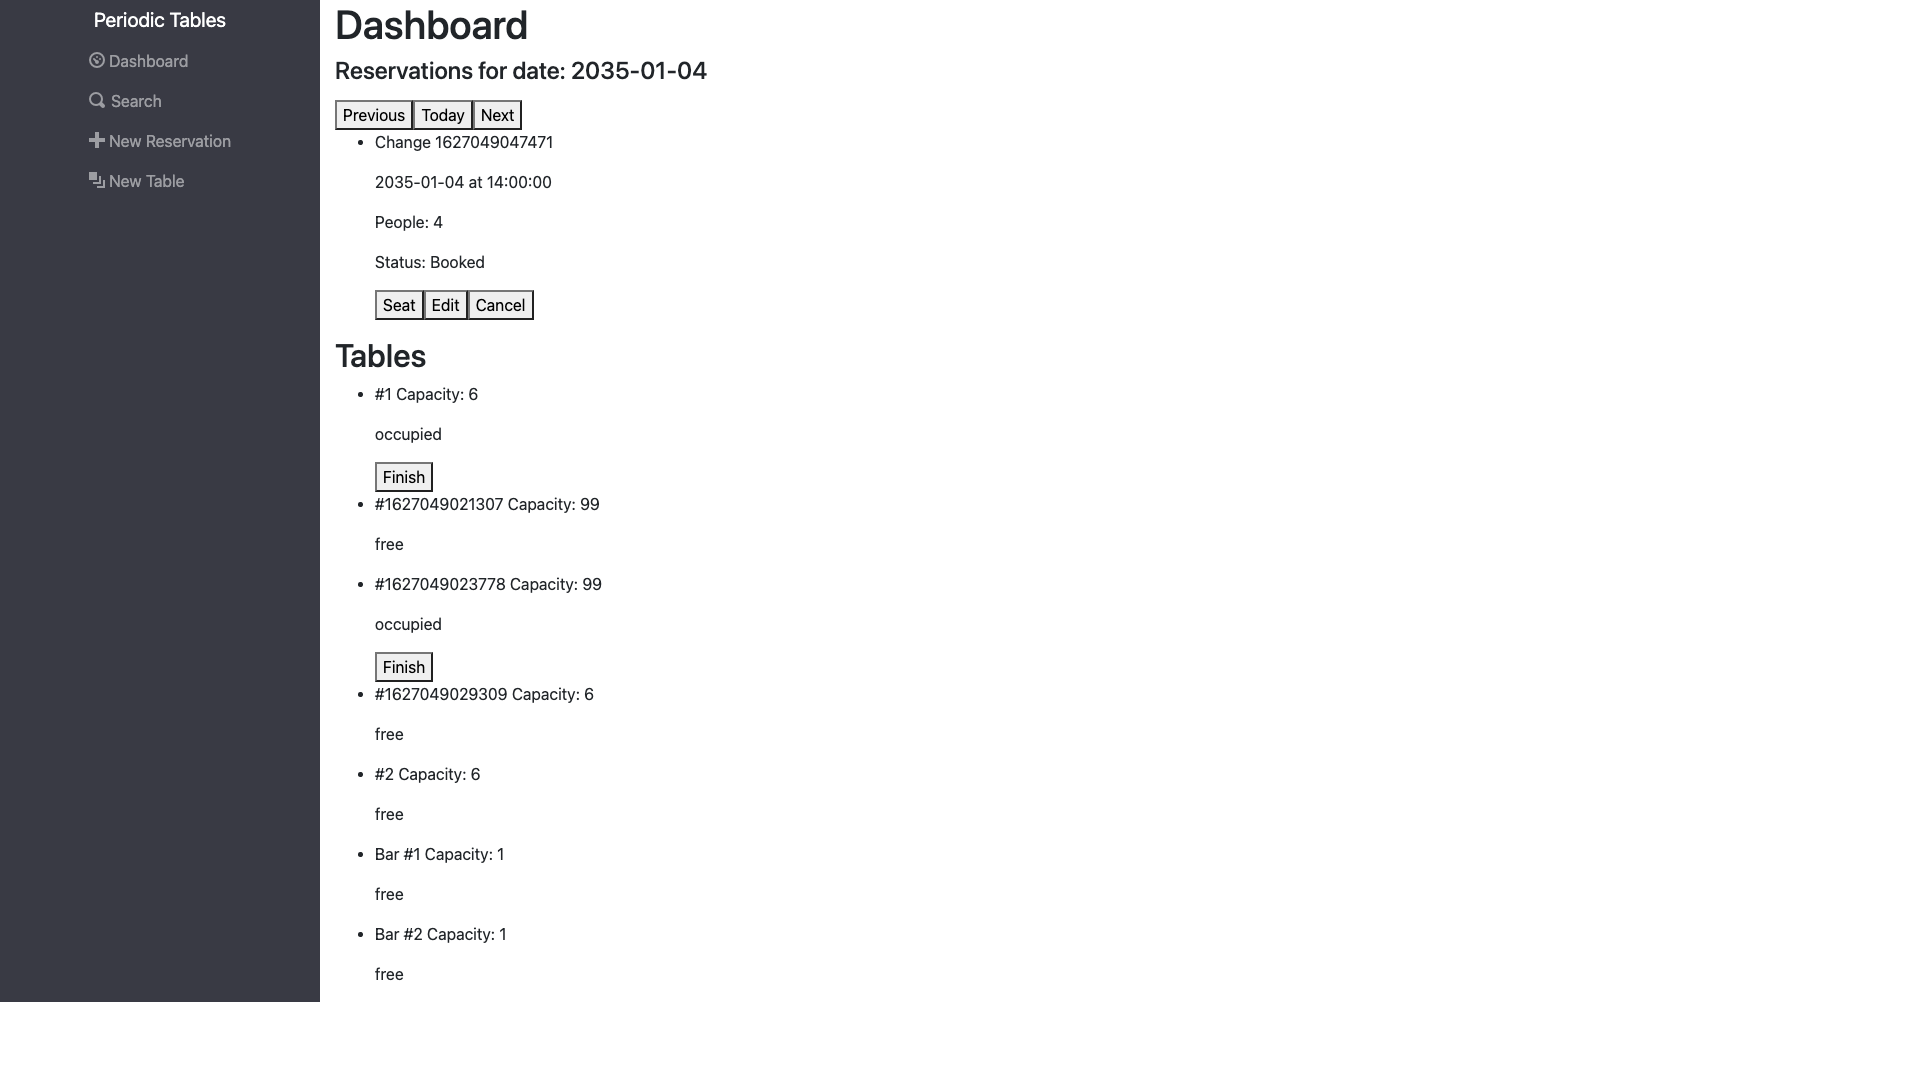 Periodic Tables
Dashboard
Search
New Reservation
New Table
Dashboard
Reservations for date: 2035-01-04
Previous Today Next
Change 1627049047471
2035-01-04 at 14:00:00
People: 4
Status: Booked
Seat Edit Cancel
Tables
#1 Capacity: 6
occupied
Finish
#1627049021307 Capacity: 99
free
#1627049023778 Capacity: 99
occupied
Finish
#1627049029309 Capacity: 6
free
#2 Capacity: 6
free
Bar #1 Capacity: 1
free
Bar #2 Capacity: 1
free